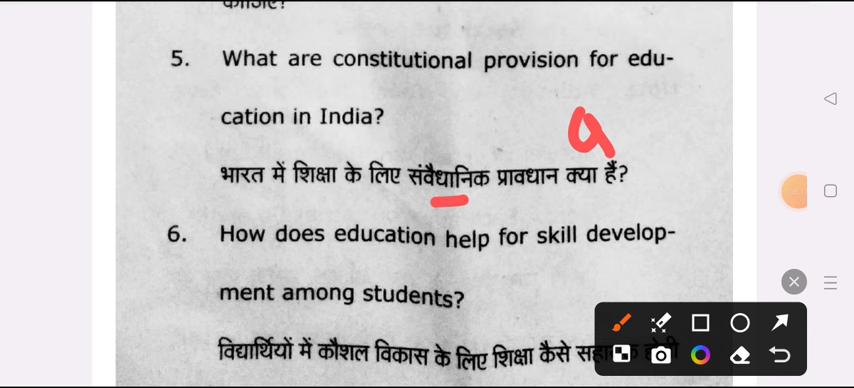 5. What are constitutional provision for edu-
cation in India?
भारत में शिक्षा के लिए संवैधानिक प्रावधान क्या हैं?
6. How does education help for skill develop-
ment among students?
विद्यार्थियों में कौशल विकास के लिए शिक्षा कैसे